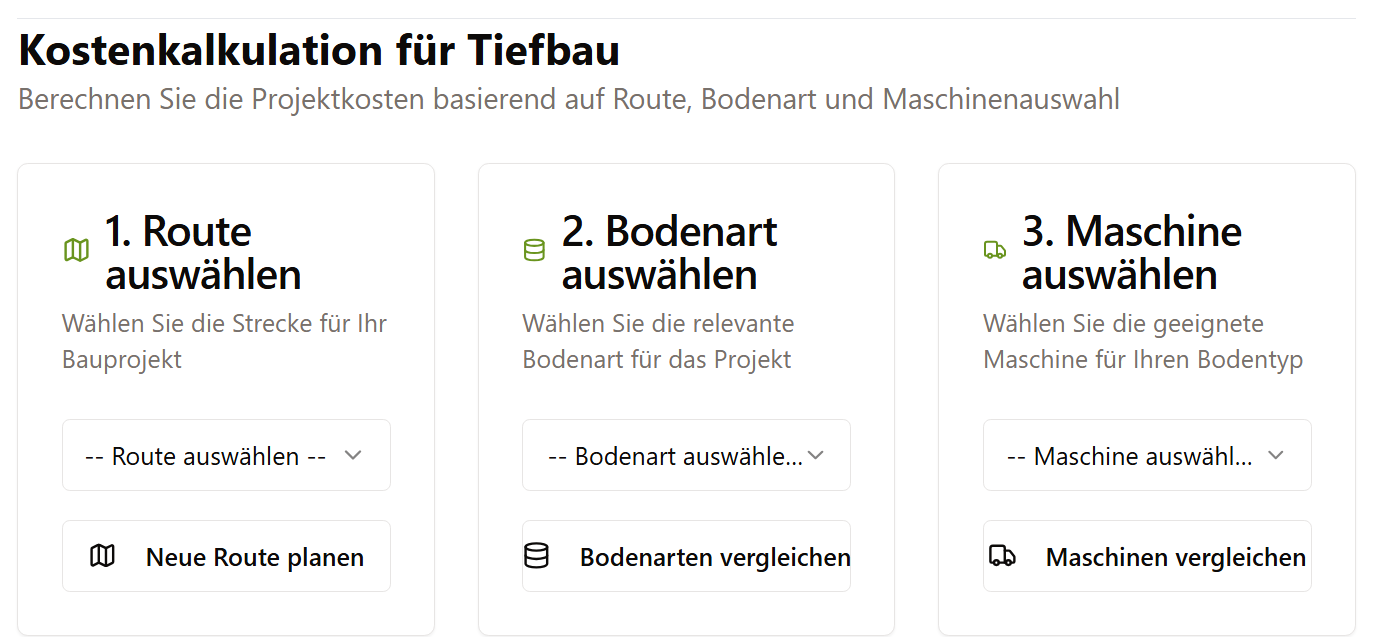 Kostenkalkulation für Tiefbau
Berechnen Sie die Projektkosten basierend auf Route, Bodenart und Maschinenauswahl
1. Route
auswählen
Wählen Sie die Strecke für Ihr
Bauprojekt
-- Route auswählen --
Neue Route planen
2. Bodenart
auswählen
Wählen Sie die relevante
Bodenart für das Projekt
-- Bodenart auswähle...
Bodenarten vergleichen
3. Maschine
auswählen
Wählen Sie die geeignete
Maschine für Ihren Bodentyp
-- Maschine auswähl...
Maschinen vergleichen